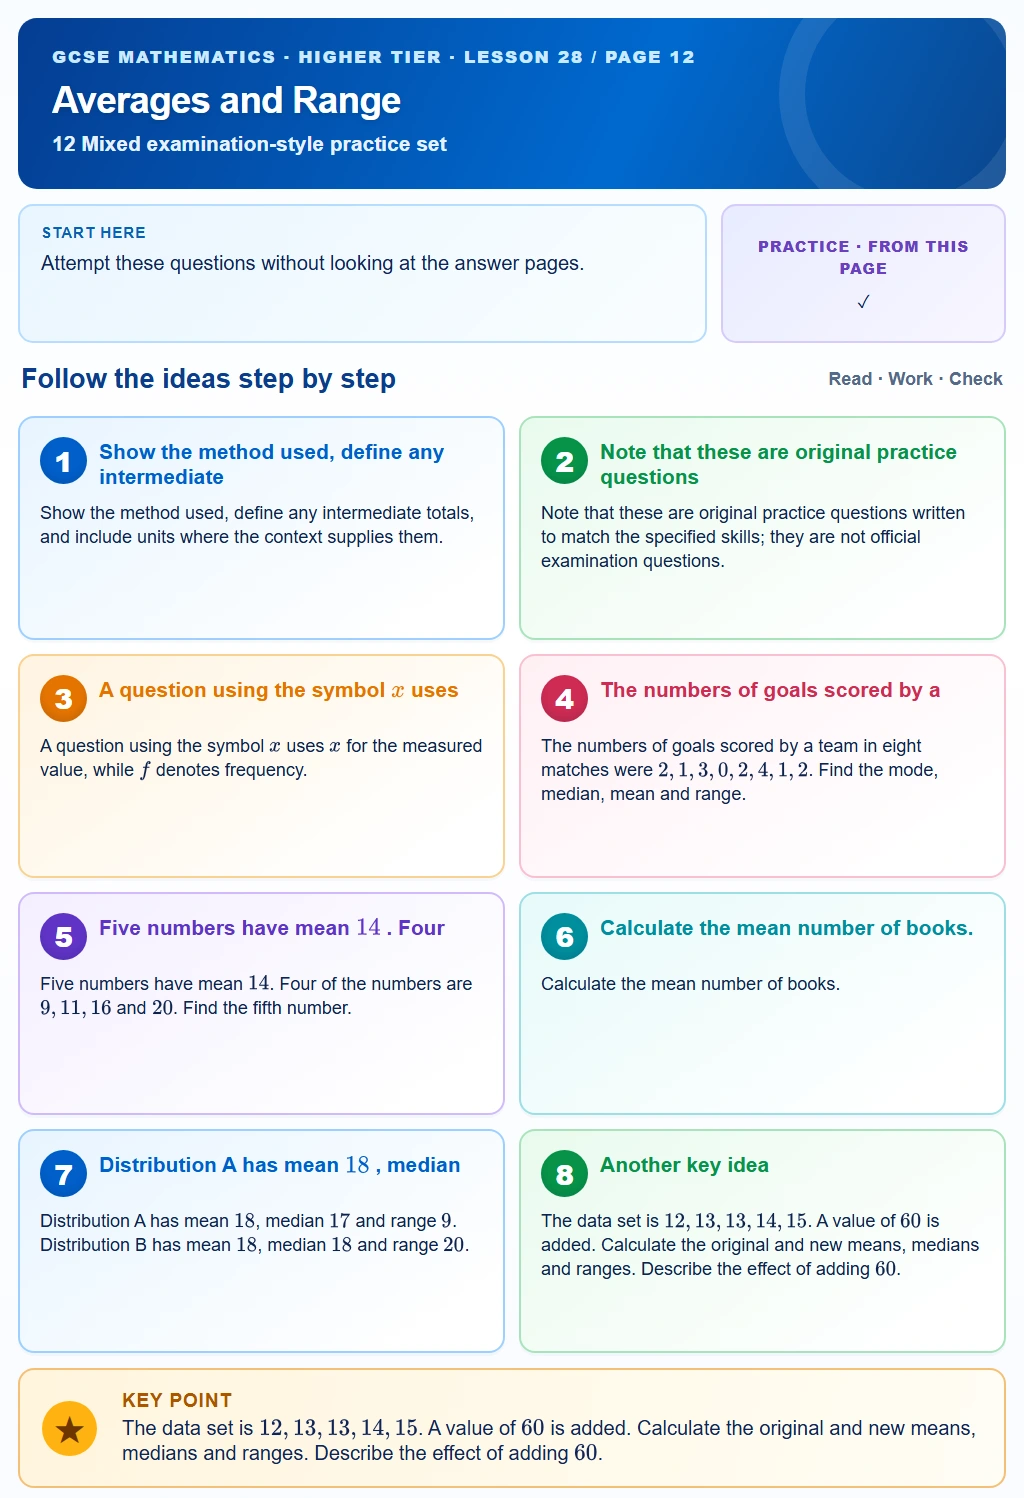 GCSE MATHEMATICS · HIGHER TIER · LESSON 28 / PAGE 12
Averages and Range
12 Mixed examination-style practice set
START HERE
Attempt these questions without looking at the answer pages.
PRACTICE · FROM THIS
PAGE
✓
Follow the ideas step by step
Read · Work · Check
1
Show the method used, define any
intermediate
Show the method used, define any intermediate totals,
and include units where the context supplies them.
2
Note that these are original practice
questions
Note that these are original practice questions written
to match the specified skills; they are not official
examination questions.
3
A question using the symbol x uses
A question using the symbol x uses x for the measured
value, while f denotes frequency.
4
The numbers of goals scored by a
The numbers of goals scored by a team in eight
matches were 2, 1, 3, 0, 2, 4, 1, 2. Find the mode,
median, mean and range.
5
Five numbers have mean 14 . Four
Five numbers have mean 14. Four of the numbers are
9, 11, 16 and 20. Find the fifth number.
6
Calculate the mean number of books.
Calculate the mean number of books.
7
Distribution A has mean 18 , median
Distribution A has mean 18, median 17 and range 9.
Distribution B has mean 18, median 18 and range 20.
8
Another key idea
The data set is 12, 13, 13, 14, 15. A value of 60 is
added. Calculate the original and new means, medians
and ranges. Describe the effect of adding 60.
KEY POINT
The data set is 12, 13, 13, 14, 15. A value of 60 is added. Calculate the original and new means,
medians and ranges. Describe the effect of adding 60.